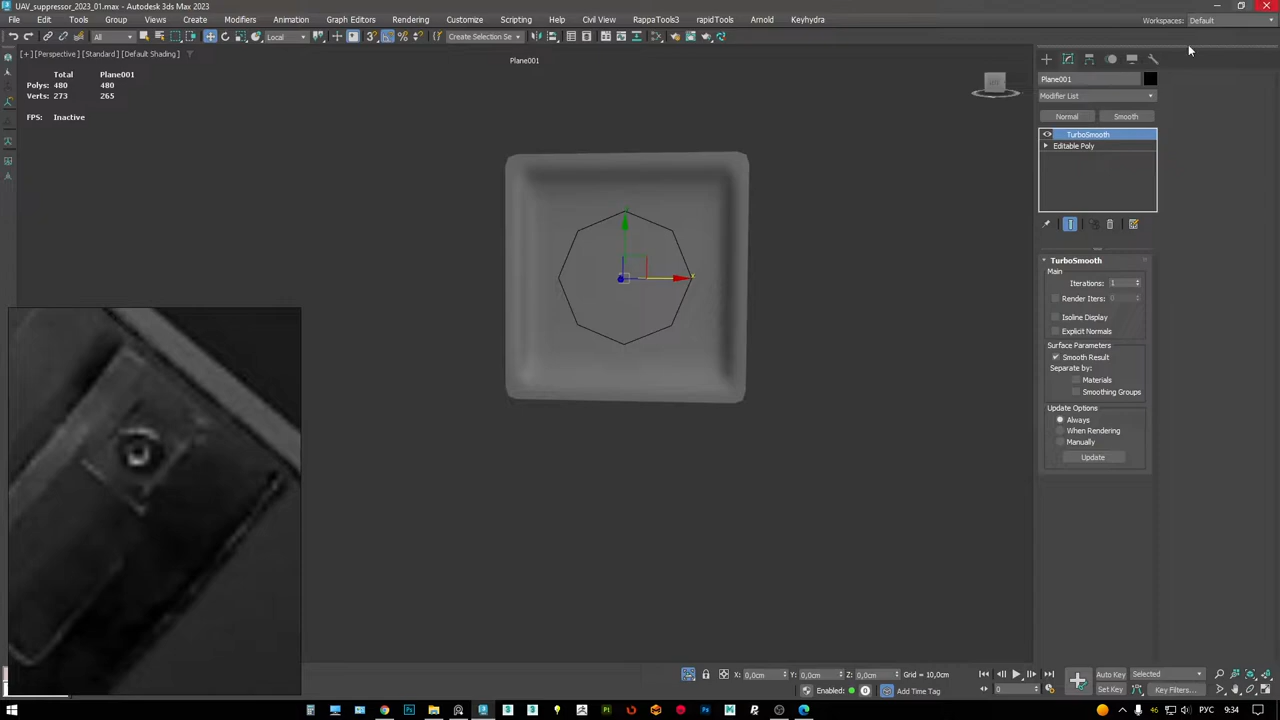 UAV_suppressor_2023_01.max - Autodesk 3ds Max 2023
File Edit Tools Group Views Create Modifiers Animation Graph Editors Rendering Customize Scripting Help Civil View RappaTools3 rapidTools Arnold Keyhydra
Workspaces: Default
All
Local
Create Selection Se
[+] [Perspective] [Standard] [Default Shading]
Plane001
Total Plane001
Polys: 480 480
Verts: 273 265
FPS: Inactive
Plane001
Modifier List
Normal Smooth
TurboSmooth
Editable Poly
TurboSmooth
Main
Iterations: 1
Render Iters: 0
Isoline Display
Explicit Normals
Surface Parameters
Smooth Result
Separate by:
Materials
Smoothing Groups
Update Options
Always
When Rendering
Manually
Update
X: 0,0cm Y: 0,0cm Z: 0,0cm Grid = 10,0cm
Enabled: Add Time Tag
0
Auto Key Selected
Set Key Key Filters...
РУС 9:34